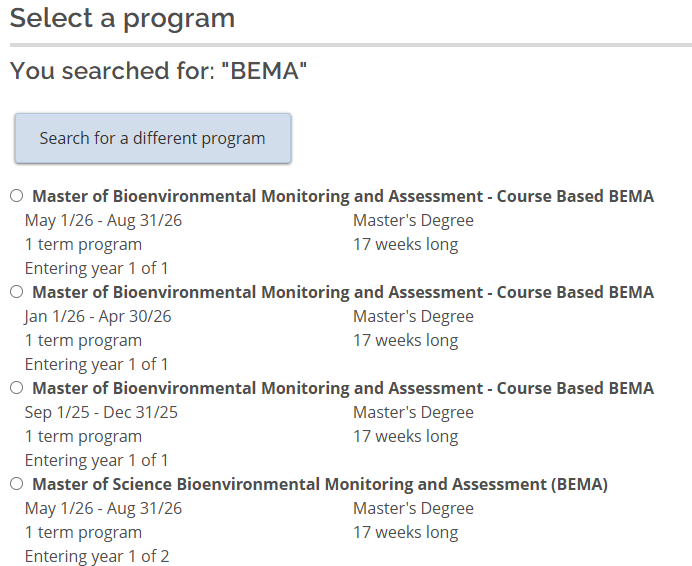 Select a program
You searched for: "BEMA"
Search for a different program
Master of Bioenvironmental Monitoring and Assessment - Course Based BEMA
May 1/26 - Aug 31/26 Master's Degree
1 term program 17 weeks long
Entering year 1 of 1
Master of Bioenvironmental Monitoring and Assessment - Course Based BEMA
Jan 1/26 - Apr 30/26 Master's Degree
1 term program 17 weeks long
Entering year 1 of 1
Master of Bioenvironmental Monitoring and Assessment - Course Based BEMA
Sep 1/25 - Dec 31/25 Master's Degree
1 term program 17 weeks long
Entering year 1 of 1
Master of Science Bioenvironmental Monitoring and Assessment (BEMA)
May 1/26 - Aug 31/26 Master's Degree
1 term program 17 weeks long
Entering year 1 of 2